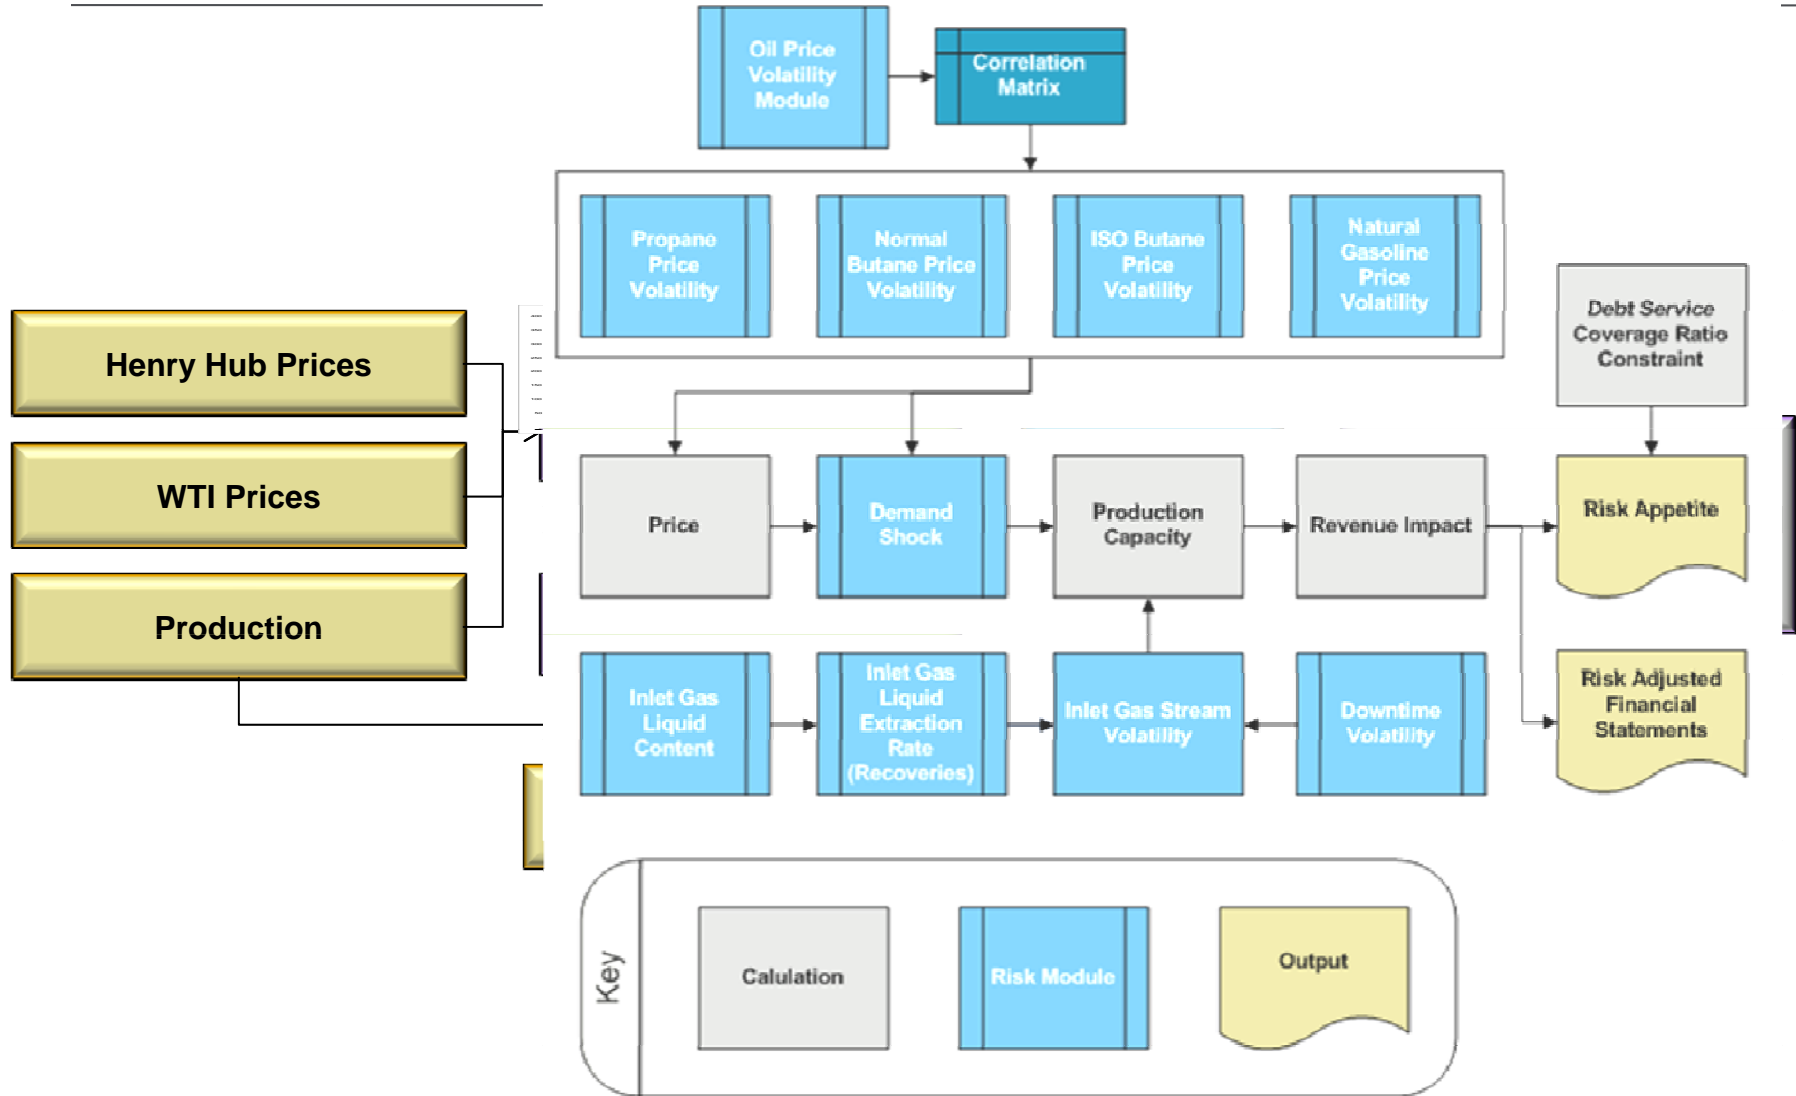 Oil Price
Volatility
Module
Correlation
Matrix
Propane
Price
Volatility
Normal
Butane Price
Volatility
ISO Butane
Price
Volatility
Natural
Gasoline
Price
Volatility
Debt Service
Coverage Ratio
Constraint
Henry Hub Prices
WTI Prices
Production
Price
Demand
Shock
Production
Capacity
Revenue Impact
Risk Appetite
Inlet Gas
Liquid
Content
Inlet Gas
Liquid
Extraction
Rate
(Recoveries)
Inlet Gas Stream
Volatility
Downtime
Volatility
Risk Adjusted
Financial
Statements
Key
Calulation
Risk Module
Output